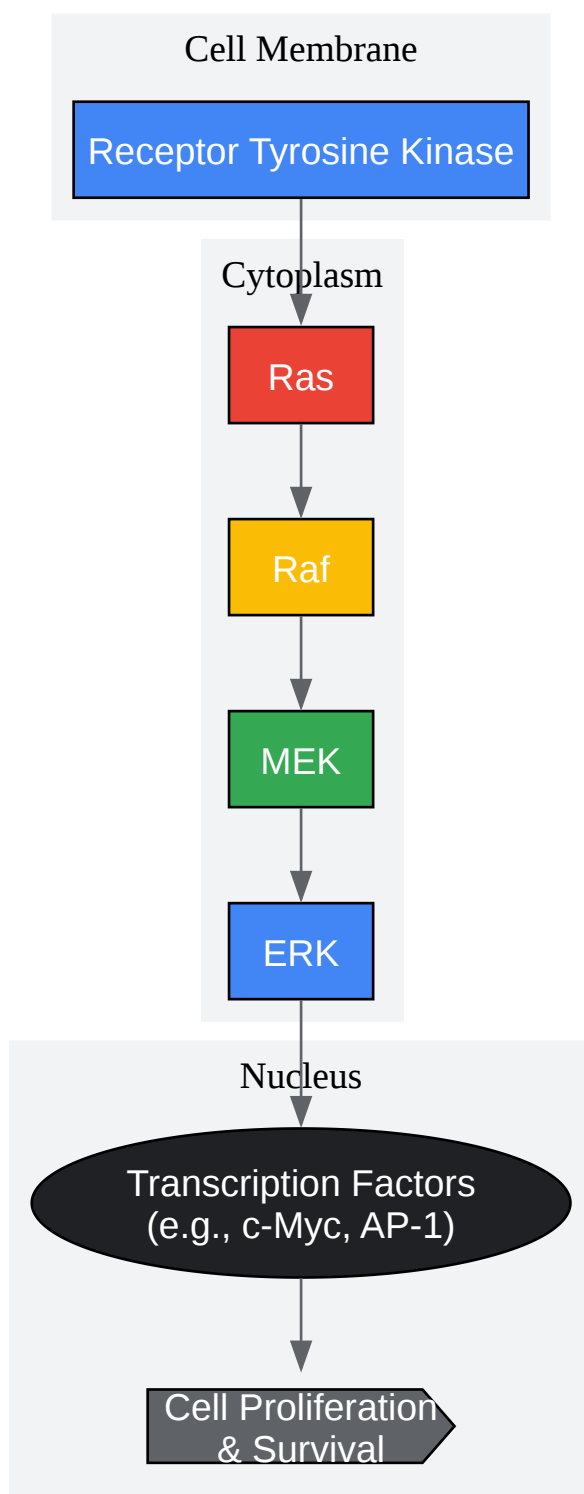 Cell Membrane
Receptor Tyrosine Kinase
Cytoplasm
Ras
Raf
MEK
ERK
Nucleus
Transcription Factors
(e.g., c-Myc, AP-1)
Cell Proliferation
& Survival